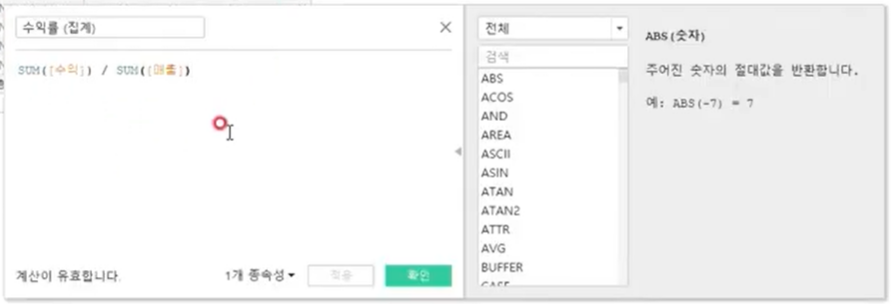 수익률 (집계)
SUM([수익]) / SUM([매출])
계산이 유효합니다.
1개 종속성
적용
확인
전체
검색
ABS
ACOS
AND
AREA
ASCII
ASIN
ATAN
ATAN2
ATTR
AVG
BUFFER
CASE
ABS(숫자)
주어진 숫자의 절대값을 반환합니다.
예: ABS(-7) = 7